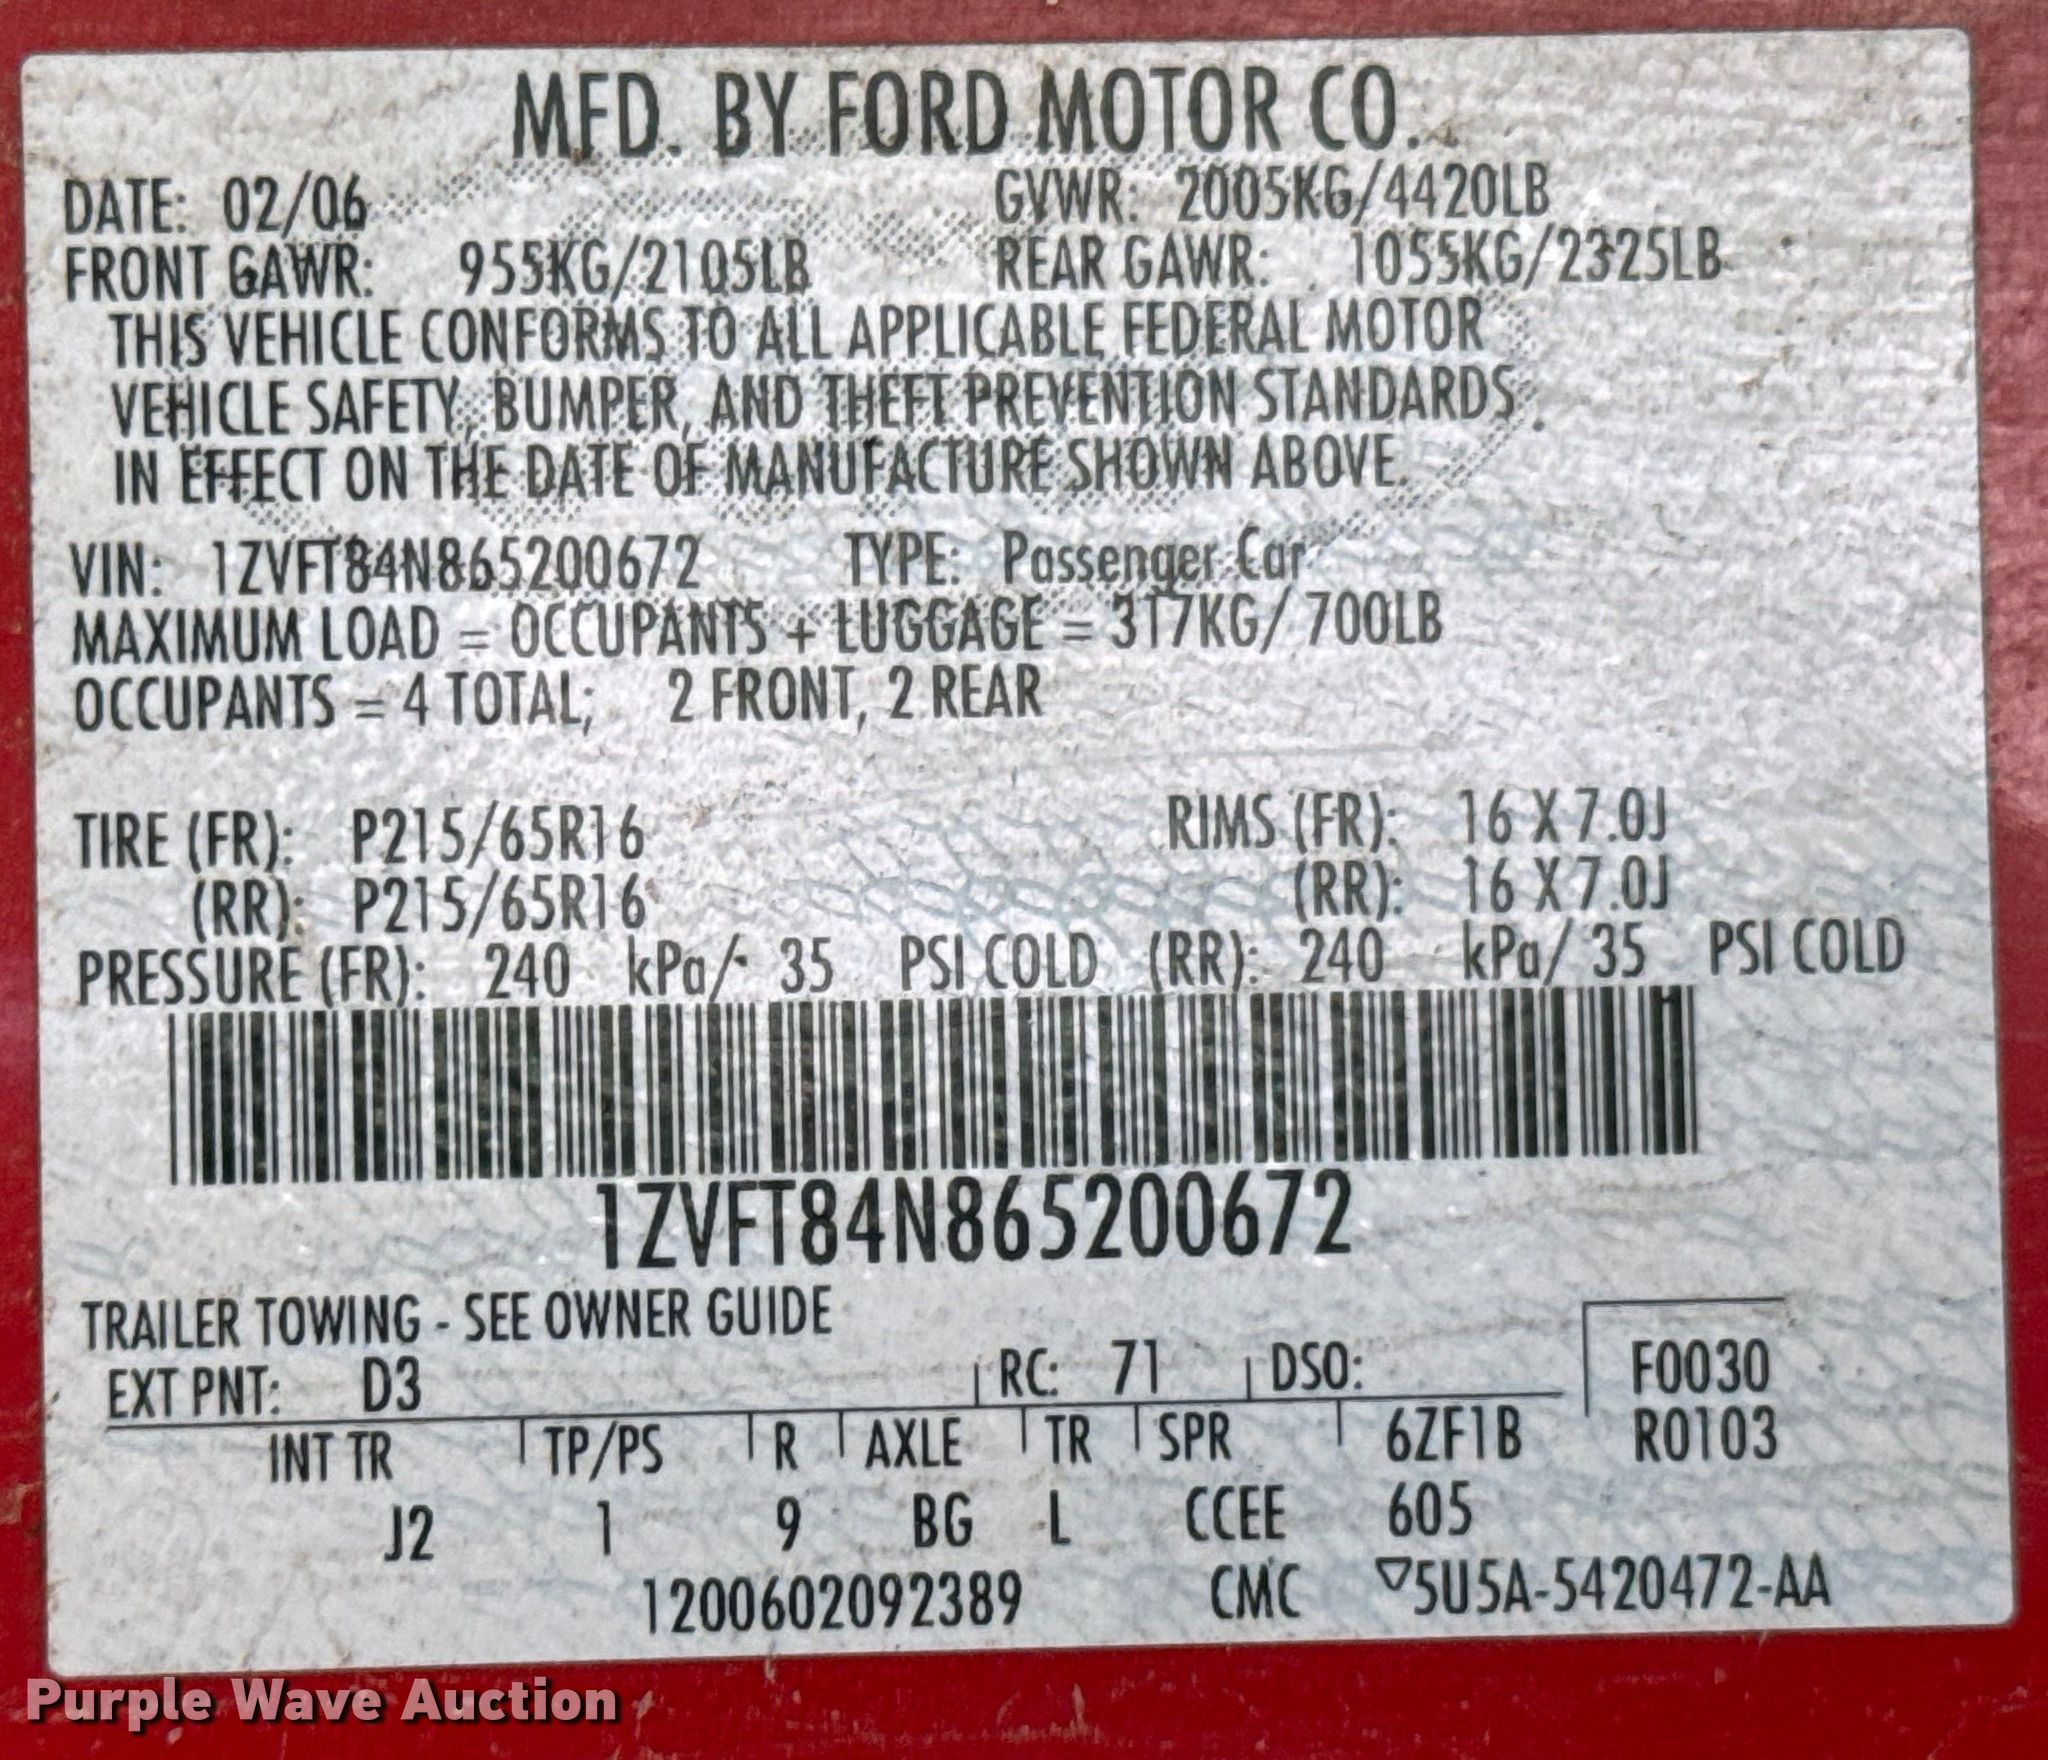 MFD. BY FORD MOTOR CO.
DATE: 02/06 GVWR: 2005KG/4420LB
FRONT GAWR: 955KG/2105LB REAR GAWR: 1055KG/2325LB
THIS VEHICLE CONFORMS TO ALL APPLICABLE FEDERAL MOTOR
VEHICLE SAFETY, BUMPER, AND THEFT PREVENTION STANDARDS
IN EFFECT ON THE DATE OF MANUFACTURE SHOWN ABOVE.
VIN: 1ZVFT84N865200672 TYPE: Passenger Car
MAXIMUM LOAD = OCCUPANTS + LUGGAGE = 317KG/ 700LB
OCCUPANTS = 4 TOTAL; 2 FRONT, 2 REAR
TIRE (FR): P215/65R16 RIMS (FR): 16 X 7.0J
(RR): P215/65R16 (RR): 16 X 7.0J
PRESSURE (FR): 240 kPa/ 35 PSI COLD (RR): 240 kPa/ 35 PSI COLD
1ZVFT84N865200672
TRAILER TOWING - SEE OWNER GUIDE
EXT PNT: D3 RC: 71 DSO: F0030
INT TR TP/PS R AXLE TR SPR 6ZF1B R0103
J2 1 9 BG L CCEE 605
1200602092389 CMC ▽5U5A-5420472-AA
Purple Wave Auction